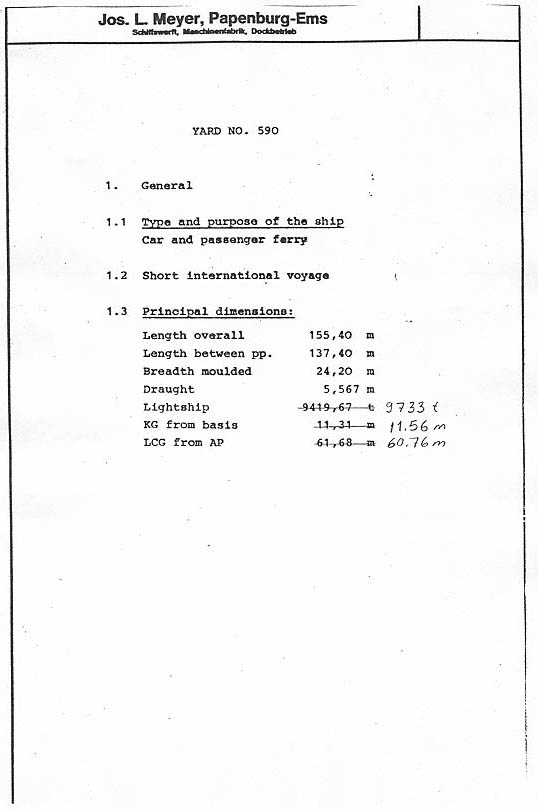 Jos. L. Meyer, Papenburg-Ems
Schiffswerft, Maschinenfabrik, Dockbetrieb
YARD NO. 590
1. General
1.1 Type and purpose of the ship
Car and passenger ferry
1.2 Short international voyage
1.3 Principal dimensions:
Length overall 155,40 m
Length between pp. 137,40 m
Breadth moulded 24,20 m
Draught 5,567 m
Lightship 9419,67 t 9733 t
KG from basis 11,31 m 11.56 m
LCG from AP 61,68 m 60.76 m